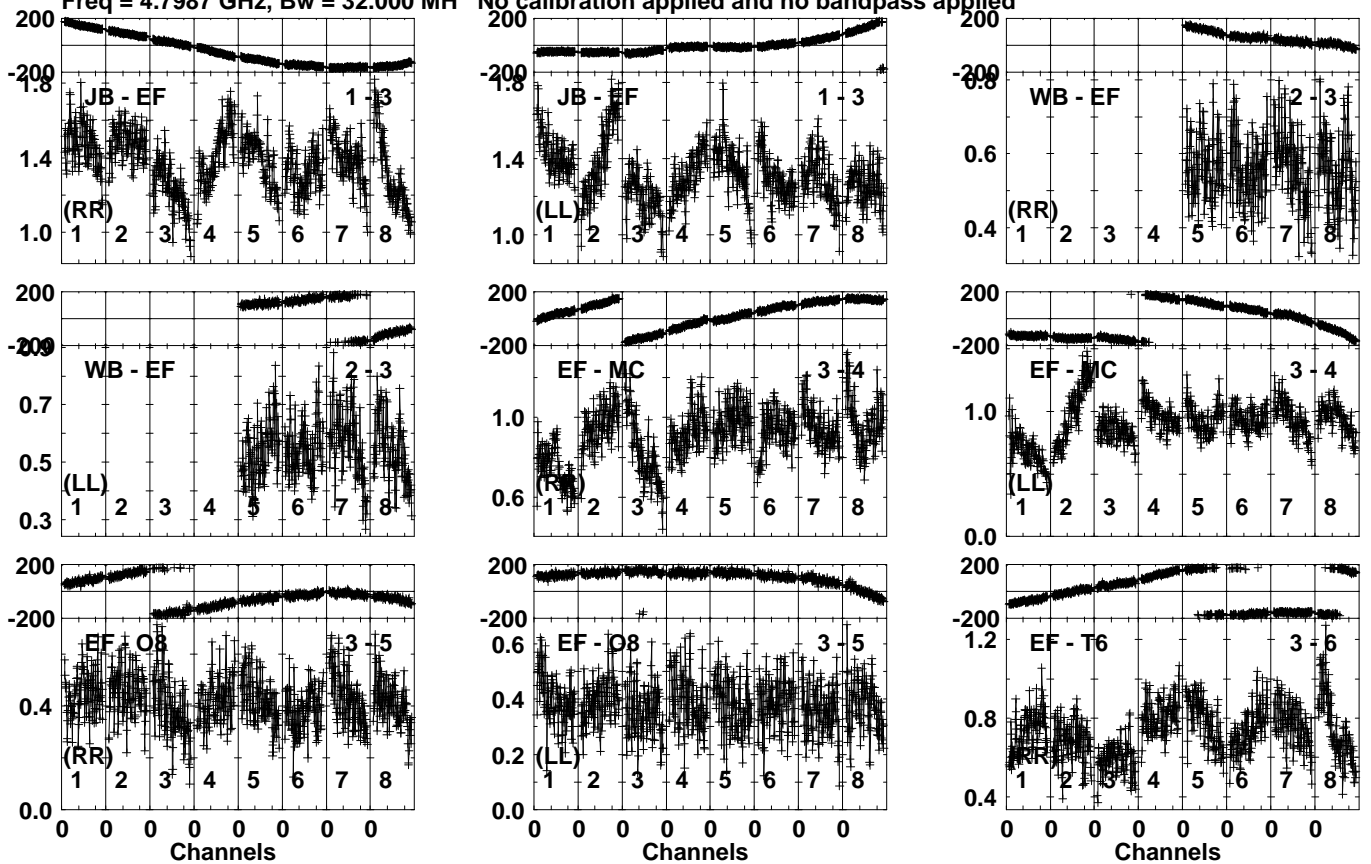 Freq = 4.7987 GHz, Bw = 32.000 MH No calibration applied and no bandpass applied
200 200 200
-200 -200 -200
1.8 1.8 0.8
JB - EF 1 - 3 JB - EF 1 - 3 WB - EF 2 - 3
1.4 1.4 0.6
(RR) (LL) (RR)
1 2 3 4 5 6 7 8 1 2 3 4 5 6 7 8 1 2 3 4 5 6 7 8
1.0 1.0 0.4
200 200 200
-200 -200 -200
0.9
WB - EF 2 - 3 EF - MC 3 - 4 EF - MC 3 - 4
0.7 1.0 1.0
0.5
(LL) (RR) (LL)
0.6
1 2 3 4 5 6 7 8 1 2 3 4 5 6 7 8 1 2 3 4 5 6 7 8
0.3 0.0
200 200 200
-200 -200 -200
EF - O8 3 - 5 EF - O8 3 - 5 EF - T6 3 - 6
0.6 1.2
0.4 0.4 0.8
(RR) (LL) (RR)
0.2
1 2 3 4 5 6 7 8 1 2 3 4 5 6 7 8 1 2 3 4 5 6 7 8
0.0 0.0 0.4
0 0 0 0 0 0 0 0 0 0 0 0 0 0 0 0 0 0 0 0 0 0 0 0
Channels Channels Channels